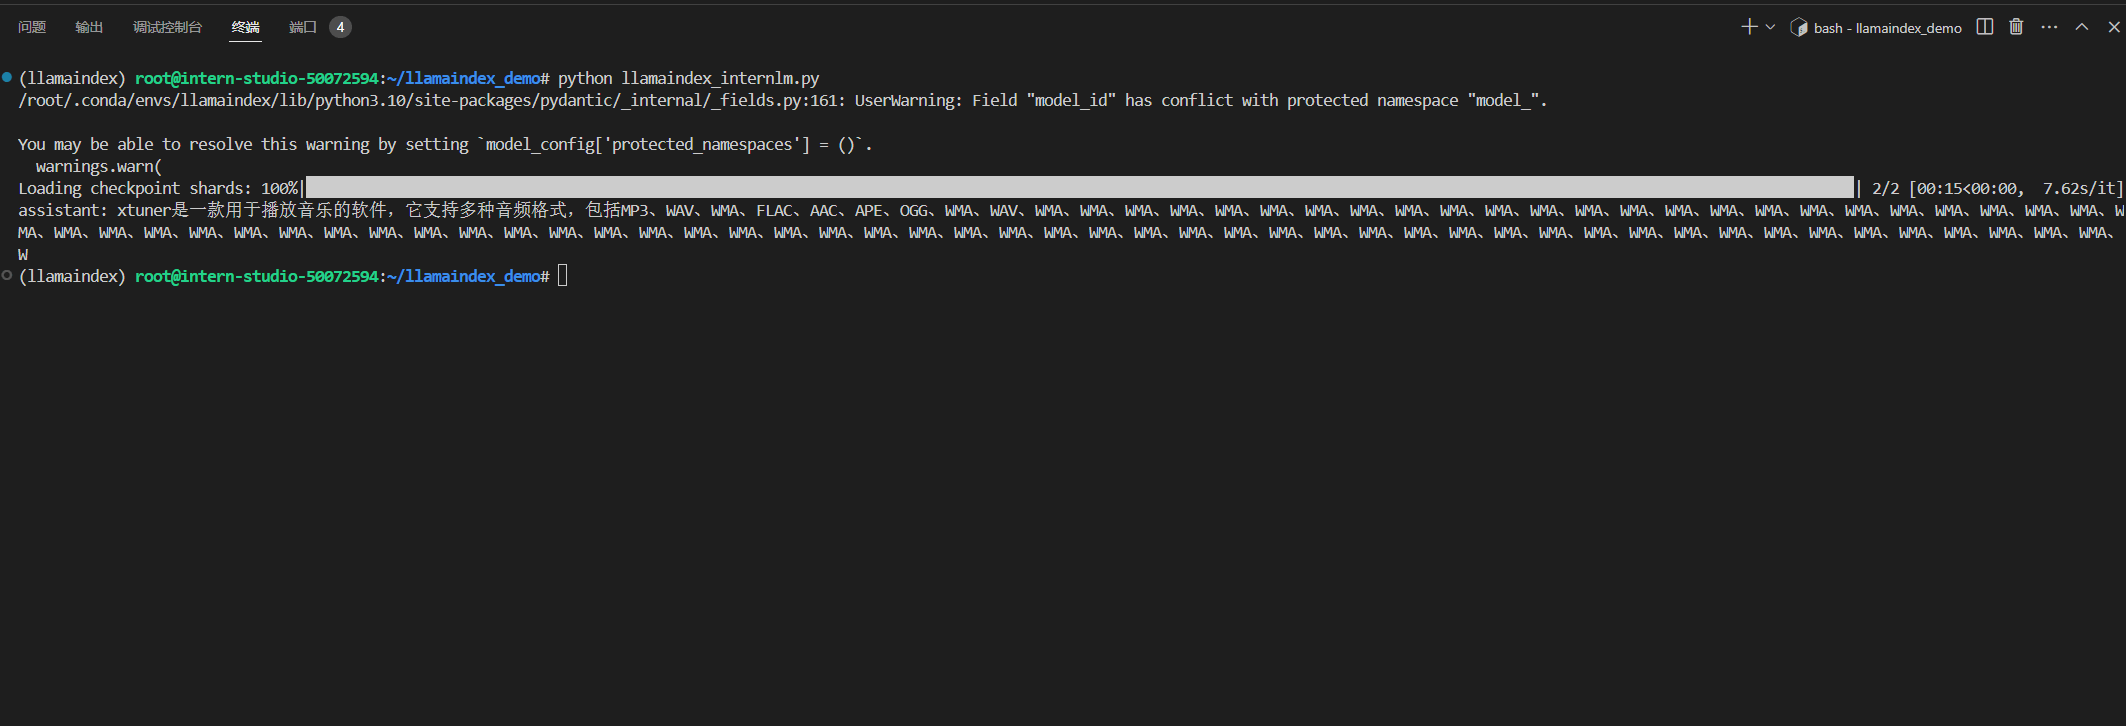 问题 输出 调试控制台 终端 端口 4 bash - llamaindex_demo
(llamaindex) root@intern-studio-50072594:~/llamaindex_demo# python llamaindex_internlm.py
/root/.conda/envs/llamaindex/lib/python3.10/site-packages/pydantic/_internal/_fields.py:161: UserWarning: Field "model_id" has conflict with protected namespace "model_".
You may be able to resolve this warning by setting `model_config['protected_namespaces'] = ()`.
warnings.warn(
Loading checkpoint shards: 100%| | 2/2 [00:15<00:00, 7.62s/it]
assistant: xtuner是一款用于播放音乐的软件，它支持多种音频格式，包括MP3、WAV、WMA、FLAC、AAC、APE、OGG、WMA、WAV、WMA、WMA、WMA、WMA、WMA、WMA、WMA、WMA、WMA、WMA、WMA、WMA、WMA、WMA、WMA、WMA、WMA、WMA、WMA、WMA、WMA、WMA、WMA、WMA、W
MA、WMA、WMA、WMA、WMA、WMA、WMA、WMA、WMA、WMA、WMA、WMA、WMA、WMA、WMA、WMA、WMA、WMA、WMA、WMA、WMA、WMA、WMA、WMA、WMA、WMA、WMA、WMA、WMA、WMA、WMA、WMA、WMA、WMA、WMA、WMA、WMA、WMA、WMA、WMA、WMA、WMA、WMA、WMA、WMA、WMA、WMA、
W
(llamaindex) root@intern-studio-50072594:~/llamaindex_demo#